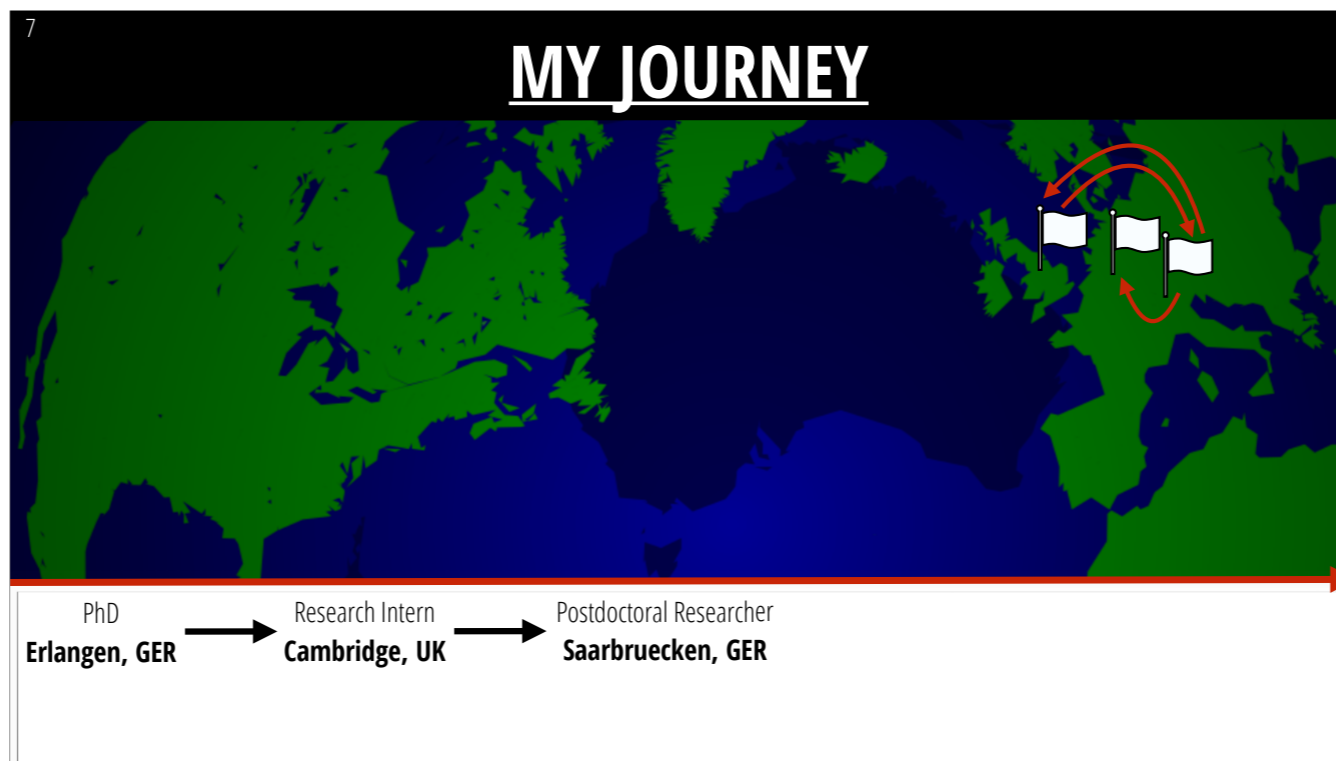 7
MY JOURNEY
PhD
Erlangen, GER
Research Intern
Cambridge, UK
Postdoctoral Researcher
Saarbruecken, GER